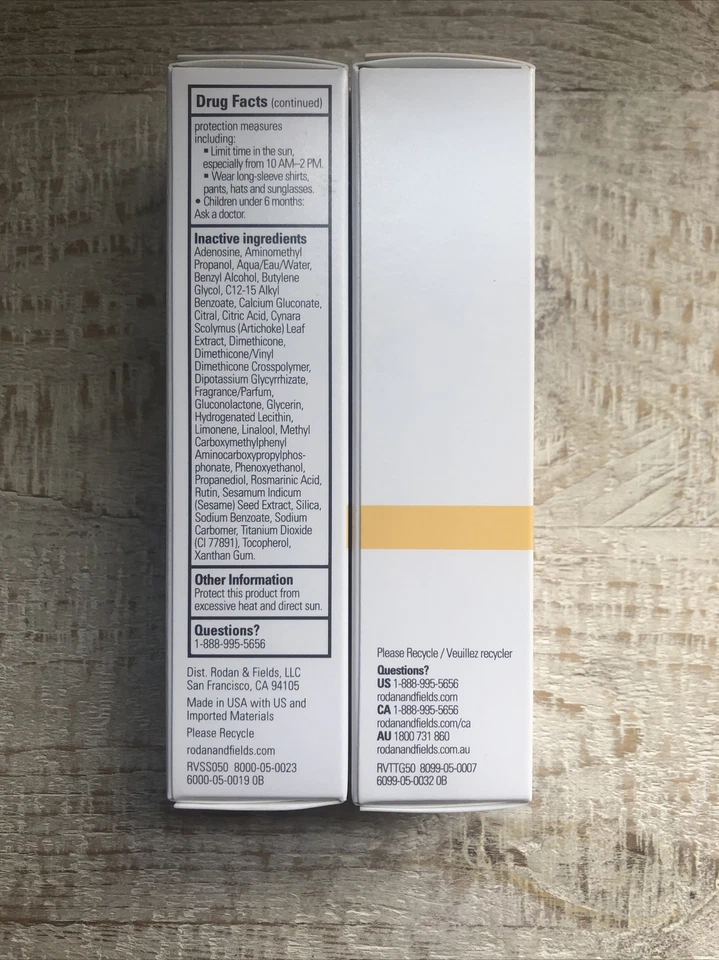 Drug Facts (continued)
protection measures
including:
▪ Limit time in the sun,
especially from 10 AM–2 PM.
▪ Wear long-sleeve shirts,
pants, hats and sunglasses.
• Children under 6 months:
Ask a doctor.
Inactive ingredients
Adenosine, Aminomethyl
Propanol, Aqua/Eau/Water,
Benzyl Alcohol, Butylene
Glycol, C12-15 Alkyl
Benzoate, Calcium Gluconate,
Citral, Citric Acid, Cynara
Scolymus (Artichoke) Leaf
Extract, Dimethicone,
Dimethicone/Vinyl
Dimethicone Crosspolymer,
Dipotassium Glycyrrhizate,
Fragrance/Parfum,
Gluconolactone, Glycerin,
Hydrogenated Lecithin,
Limonene, Linalool, Methyl
Carboxymethylphenyl
Aminocarboxypropylphos-
phonate, Phenoxyethanol,
Propanediol, Rosmarinic Acid,
Rutin, Sesamum Indicum
(Sesame) Seed Extract, Silica,
Sodium Benzoate, Sodium
Carbomer, Titanium Dioxide
(CI 77891), Tocopherol,
Xanthan Gum.
Other Information
Protect this product from
excessive heat and direct sun.
Questions?
1-888-995-5656
Dist. Rodan & Fields, LLC
San Francisco, CA 94105
Made in USA with US and
Imported Materials
Please Recycle
rodanandfields.com
RVSS050 8000-05-0023
6000-05-0019 0B
Please Recycle / Veuillez recycler
Questions?
US 1-888-995-5656
rodanandfields.com
CA 1-888-995-5656
rodanandfields.com/ca
AU 1800 731 860
rodanandfields.com.au
RVTTG50 8099-05-0007
6099-05-0032 0B